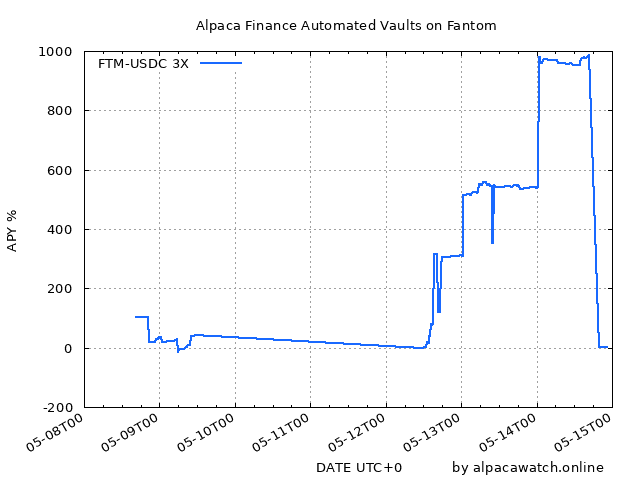 Alpaca Finance Automated Vaults on Fantom
FTM-USDC 3X
1000
800
600
400
200
0
-200
APY %
05-08T00
05-09T00
05-10T00
05-11T00
05-12T00
05-13T00
05-14T00
05-15T00
DATE UTC+0
by alpacawatch.online